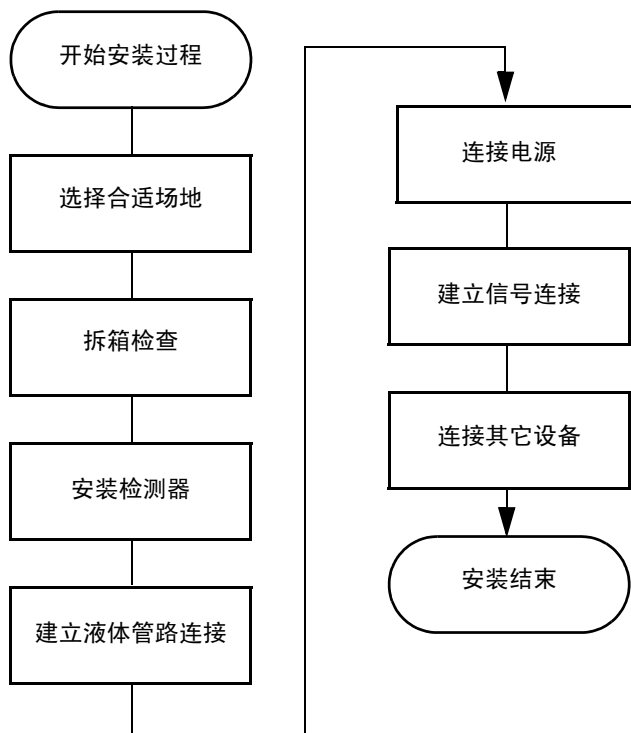 开始安装过程
选择合适场地
拆箱检查
安装检测器
建立液体管路连接
连接电源
建立信号连接
连接其它设备
安装结束